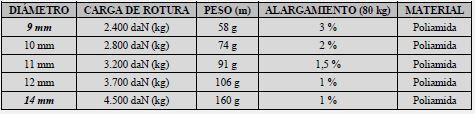 DIÁMETRO CARGA DE ROTURA PESO (m) ALARGAMIENTO (80 kg) MATERIAL
9 mm 2.400 daN (kg) 58 g 3 % Poliamida
10 mm 2.800 daN (kg) 74 g 2 % Poliamida
11 mm 3.200 daN (kg) 91 g 1,5 % Poliamida
12 mm 3.700 daN (kg) 106 g 1 % Poliamida
14 mm 4.500 daN (kg) 160 g 1 % Poliamida